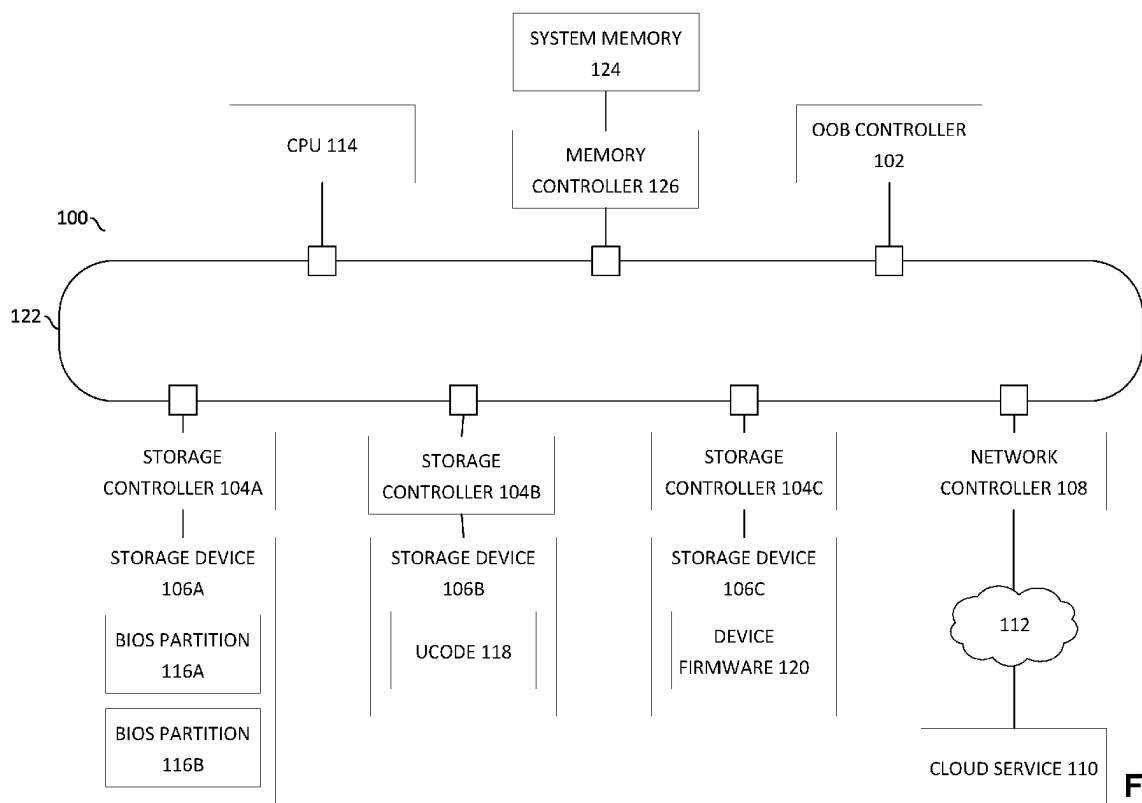 SYSTEM MEMORY
124
CPU 114
MEMORY
CONTROLLER 126
OOB CONTROLLER
102
100
122
STORAGE
CONTROLLER 104A
STORAGE
CONTROLLER 104B
STORAGE
CONTROLLER 104C
NETWORK
CONTROLLER 108
STORAGE DEVICE
106A
BIOS PARTITION
116A
BIOS PARTITION
116B
STORAGE DEVICE
106B
UCODE 118
STORAGE DEVICE
106C
DEVICE
FIRMWARE 120
112
CLOUD SERVICE 110
F